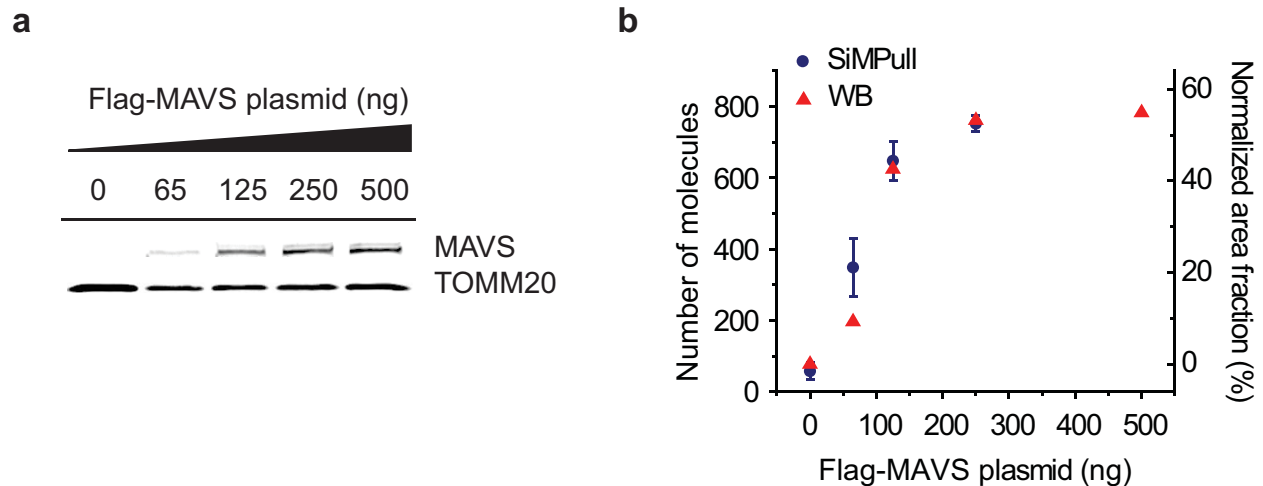 a
Flag-MAVS plasmid (ng)
0 65 125 250 500
MAVS
TOMM20
b
SiMPull
WB
Number of molecules
800
600
400
200
0
Normalized area fraction (%)
60
40
20
0
0 100 200 300 400 500
Flag-MAVS plasmid (ng)